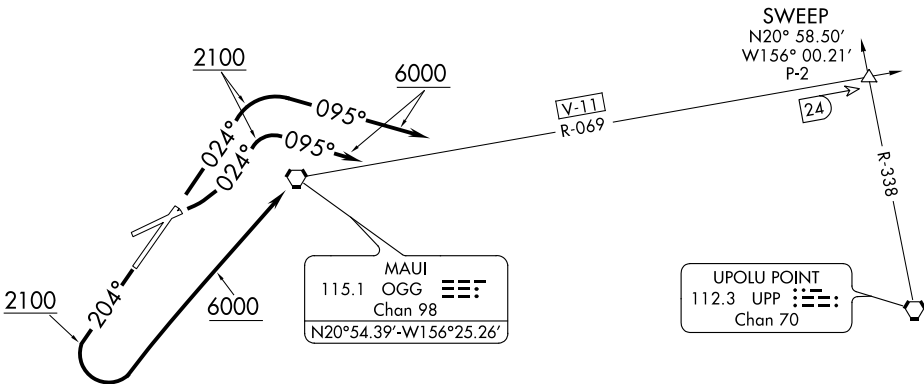 SWEEP
N20° 58.50'
W156° 00.21'
P-2
2100
6000
095°
024°
024°
095°
V-11
R-069
24
R-338
204°
2100
6000
MAUI
115.1 OGG
Chan 98
N20°54.39'-W156°25.26'
UPOLU POINT
112.3 UPP
Chan 70